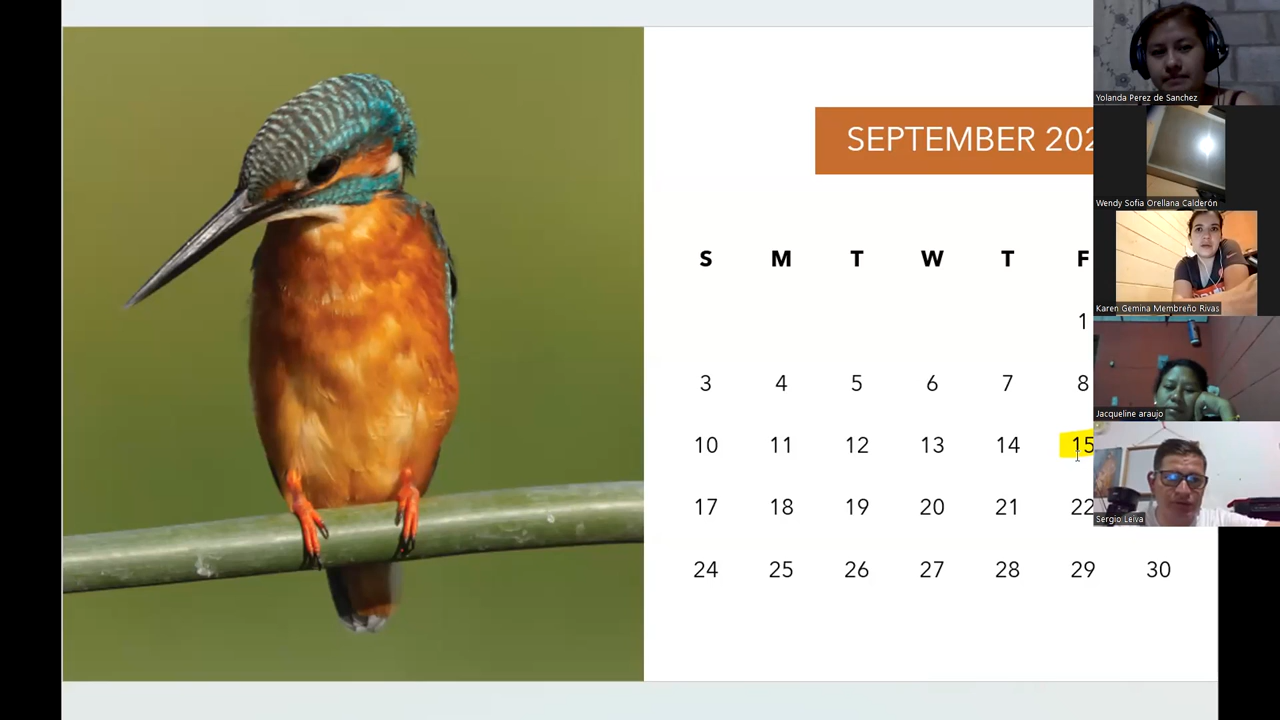 SEPTEMBER 202
S M T W T F
1
3 4 5 6 7 8
10 11 12 13 14 15
17 18 19 20 21 22
24 25 26 27 28 29 30
Yolanda Perez de Sanchez
Wendy Sofia Orellana Calderón
Karen Gemina Membreño Rivas
Jacqueline araujo
Sergio Leiva